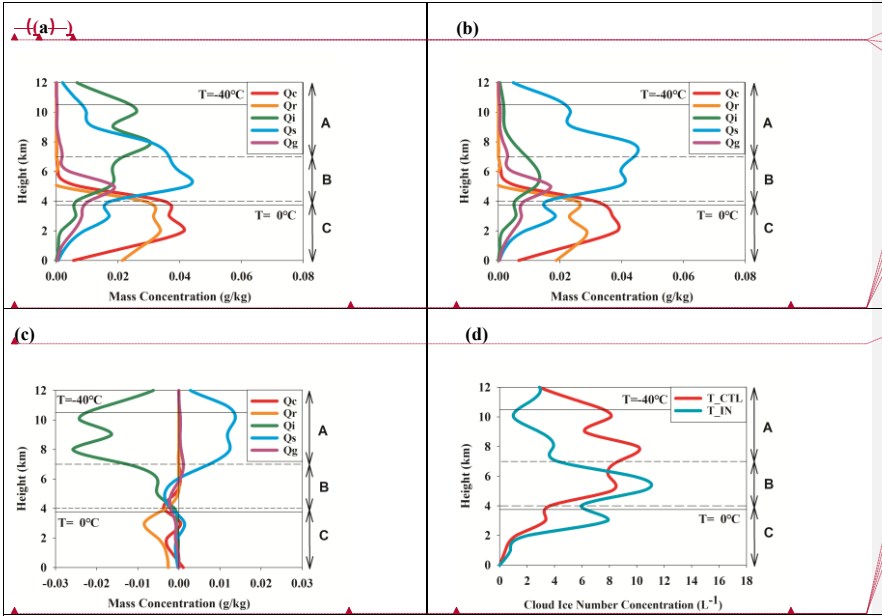 (a)
12
10
8
6
4
2
0
Height (km)
T=-40°C
T= 0°C
Qc
Qr
Qi
Qs
Qg
A
B
C
0.00 0.02 0.04 0.06 0.08
Mass Concentration (g/kg)
(b)
12
10
8
6
4
2
0
Height (km)
T=-40°C
T= 0°C
Qc
Qr
Qi
Qs
Qg
A
B
C
0.00 0.02 0.04 0.06 0.08
Mass Concentration (g/kg)
(c)
12
10
8
6
4
2
0
Height (km)
T=-40°C
T= 0°C
Qc
Qr
Qi
Qs
Qg
A
B
C
-0.03 -0.02 -0.01 0.00 0.01 0.02 0.03
Mass Concentration (g/kg)
(d)
12
10
8
6
4
2
0
Height (km)
T=-40°C
T= 0°C
T_CTL
T_IN
A
B
C
0 2 4 6 8 10 12 14 16 18
Cloud Ice Number Concentration (L⁻¹)